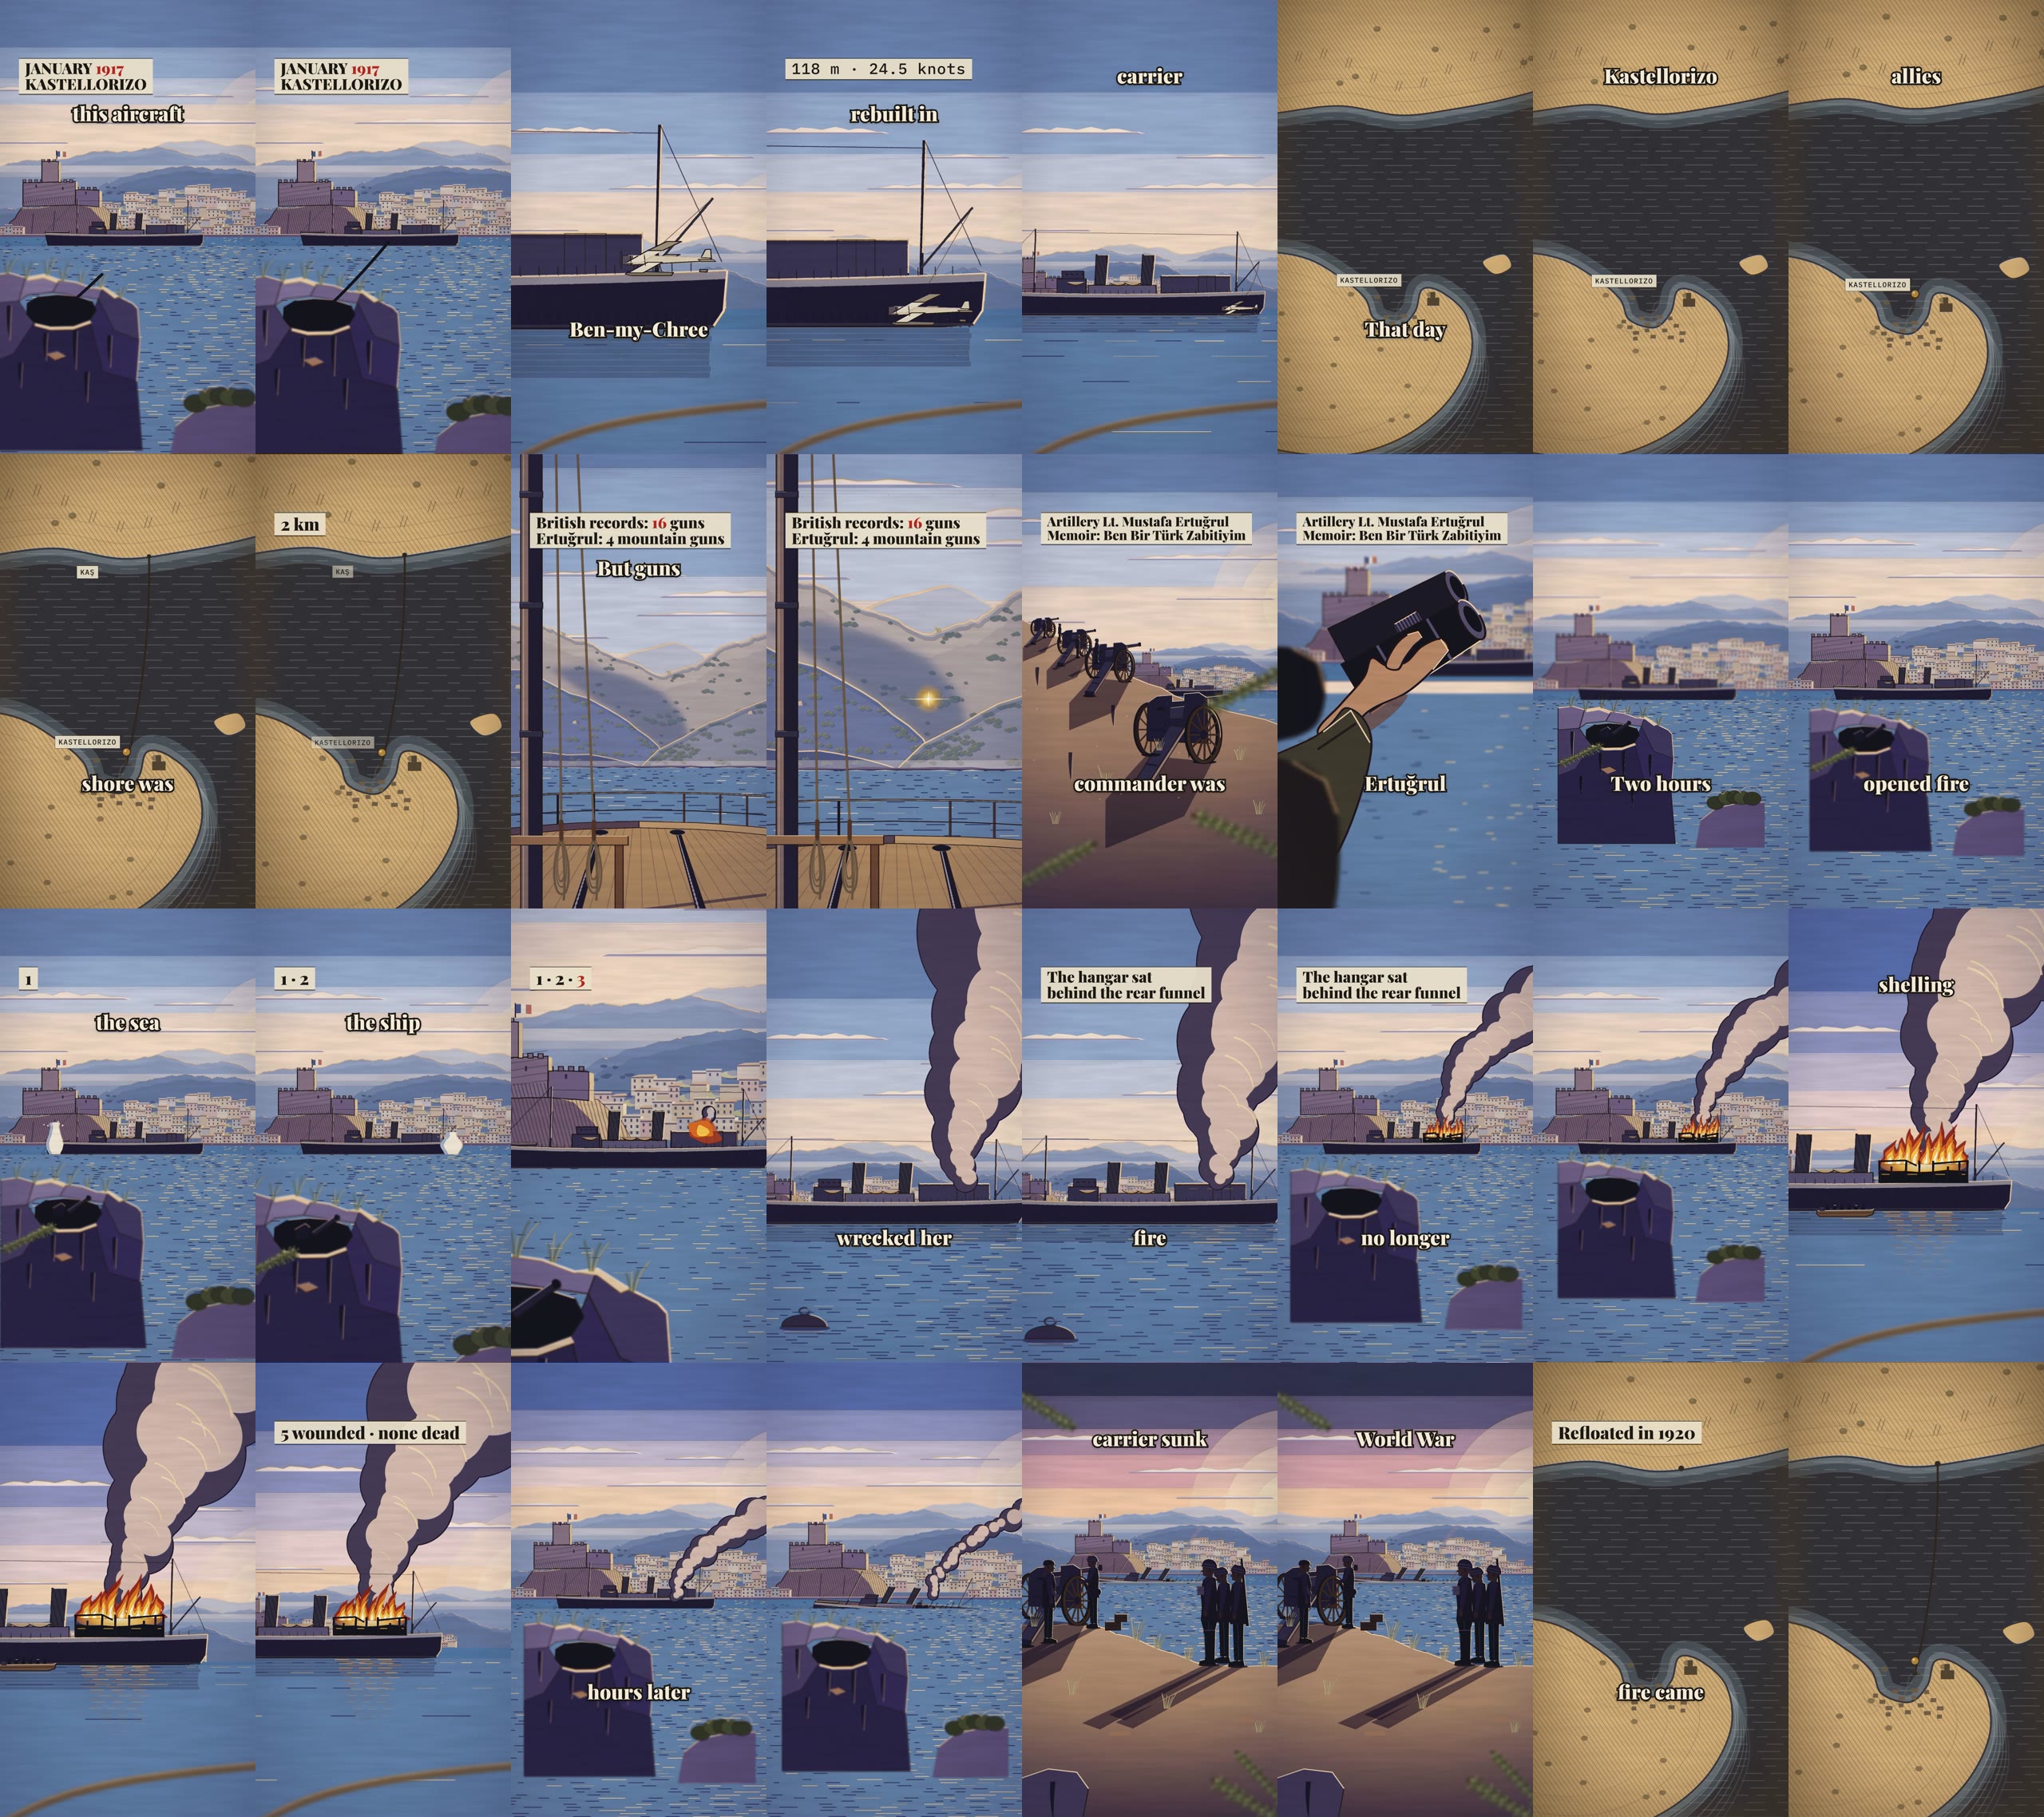 JANUARY 1917
KASTELLORIZO
this aircraft
JANUARY 1917
KASTELLORIZO
Ben-my-Chree
118 m · 24.5 knots
rebuilt in
carrier
KASTELLORIZO
That day
Kastellorizo
KASTELLORIZO
allies
KASTELLORIZO
KAŞ
KASTELLORIZO
shore was
2 km
KAŞ
KASTELLORIZO
British records: 16 guns
Ertuğrul: 4 mountain guns
But guns
British records: 16 guns
Ertuğrul: 4 mountain guns
Artillery Lt. Mustafa Ertuğrul
Memoir: Ben Bir Türk Zabitiyim
commander was
Artillery Lt. Mustafa Ertuğrul
Memoir: Ben Bir Türk Zabitiyim
Ertuğrul
Two hours
opened fire
1
the sea
1 · 2
the ship
1 · 2 · 3
wrecked her
The hangar sat
behind the rear funnel
fire
The hangar sat
behind the rear funnel
no longer
shelling
5 wounded · none dead
hours later
carrier sunk
World War
Refloated in 1920
fire came